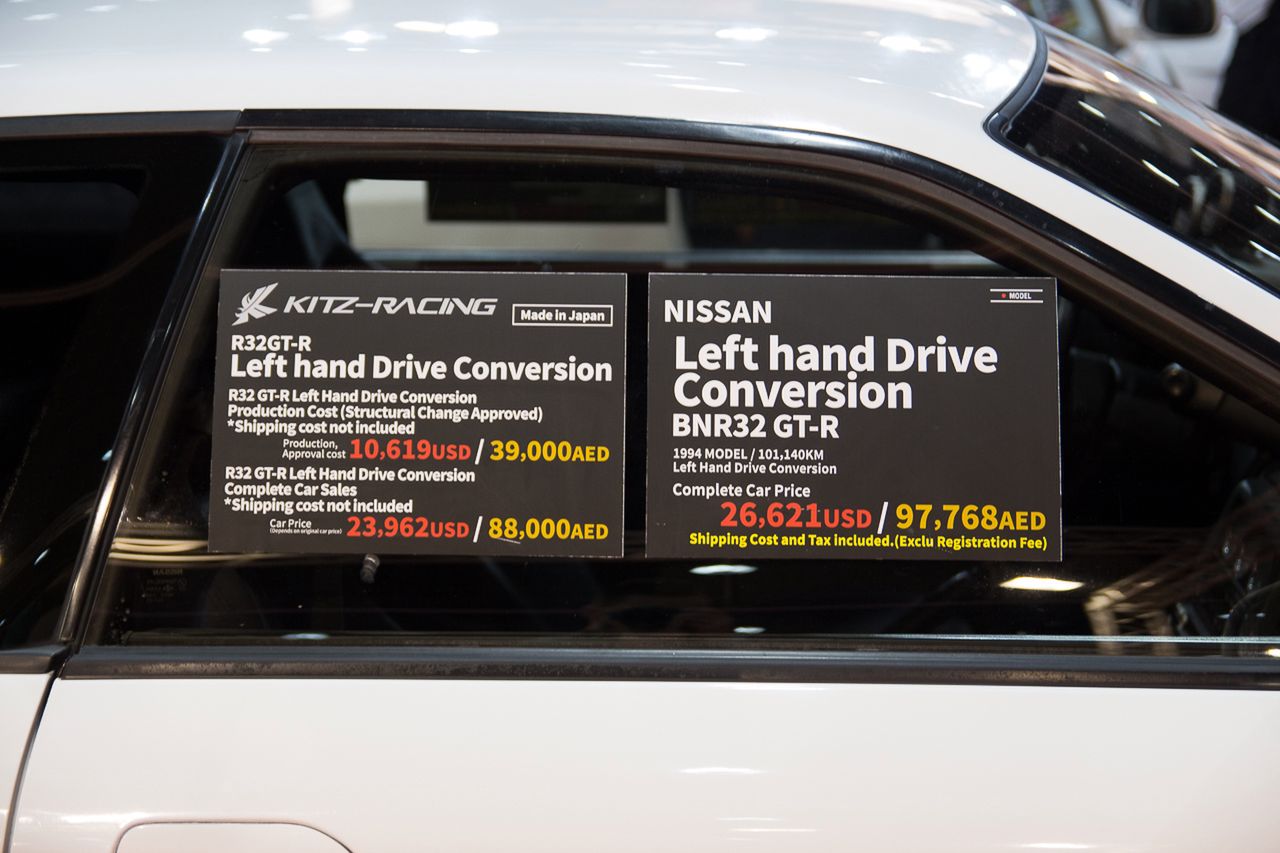 KITZ-RACING
Made in Japan
R32GT-R
Left hand Drive Conversion
R32 GT-R Left Hand Drive Conversion
Production Cost (Structural Change Approved)
*Shipping cost not included
Production,
Approval cost 10,619USD / 39,000AED
R32 GT-R Left Hand Drive Conversion
Complete Car Sales
*Shipping cost not included
Car Price
(Depends on original car price) 23,962USD / 88,000AED
MODEL
NISSAN
Left hand Drive
Conversion
BNR32 GT-R
1994 MODEL / 101,140KM
Left Hand Drive Conversion
Complete Car Price
26,621USD / 97,768AED
Shipping Cost and Tax included.(Exclu Registration Fee)